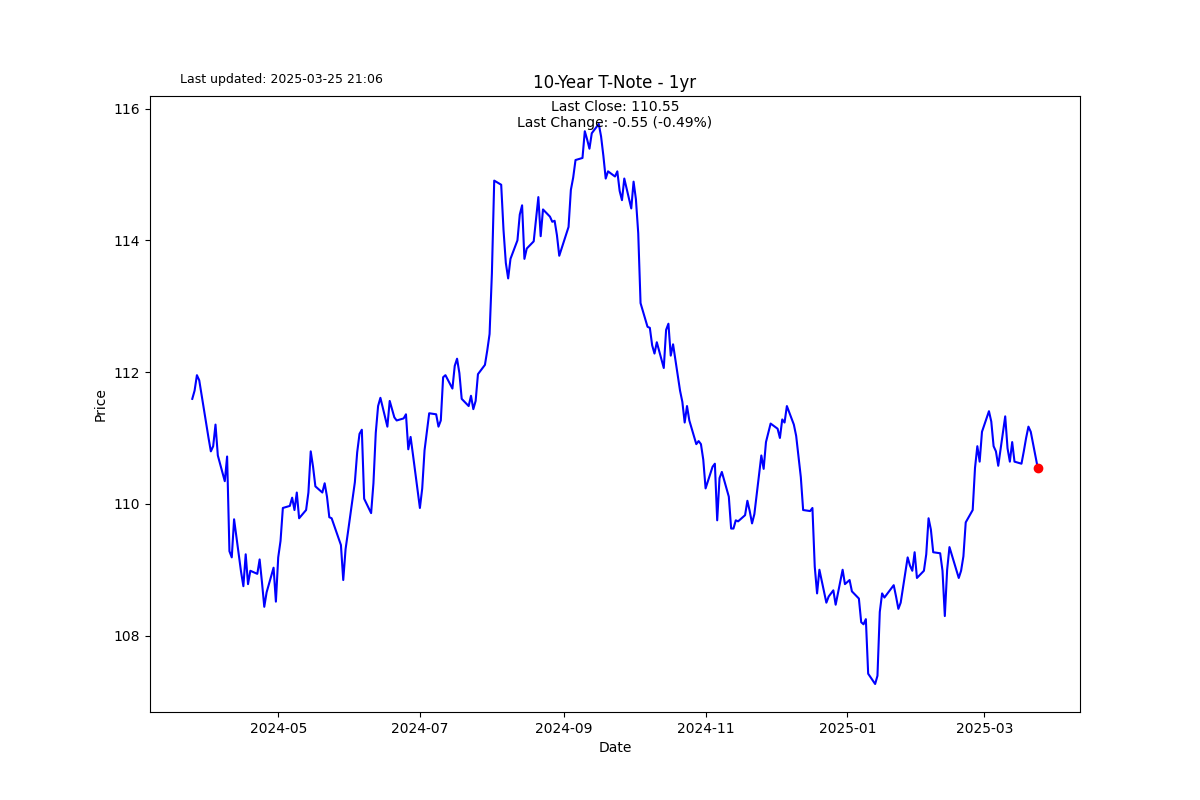 Last updated: 2025-03-25 21:06
10-Year T-Note - 1yr
Last Close: 110.55
Last Change: -0.55 (-0.49%)
116
114
112
110
108
Price
2024-05
2024-07
2024-09
2024-11
2025-01
2025-03
Date